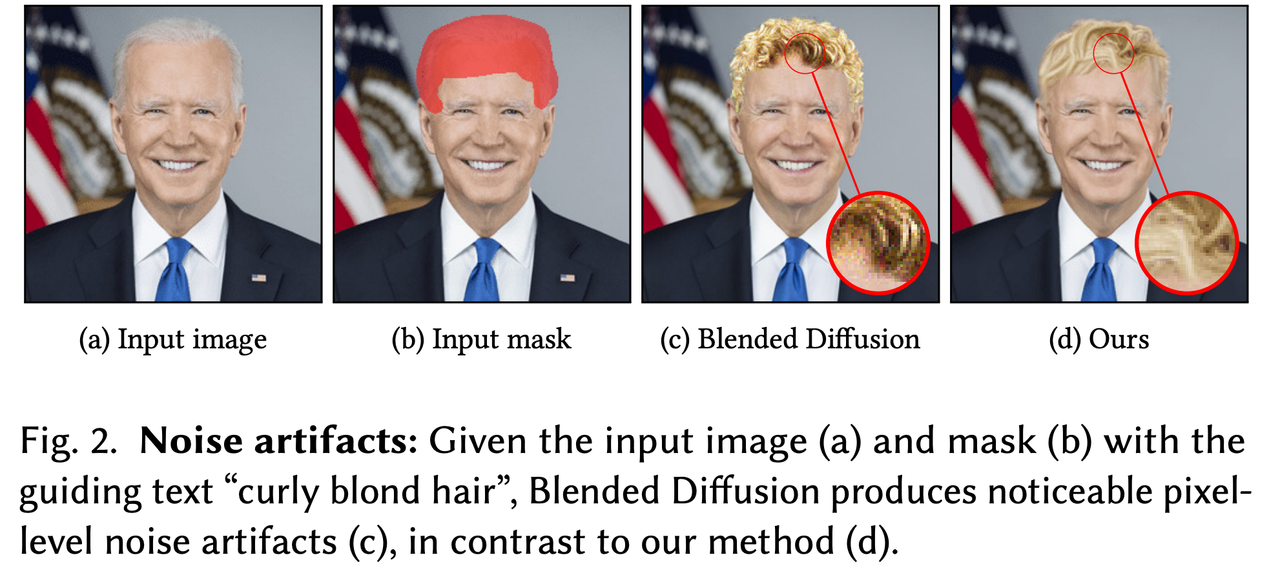 (a) Input image
(b) Input mask
(c) Blended Diffusion
(d) Ours
Fig. 2. Noise artifacts: Given the input image (a) and mask (b) with the
guiding text “curly blond hair”, Blended Diffusion produces noticeable pixel-
level noise artifacts (c), in contrast to our method (d).